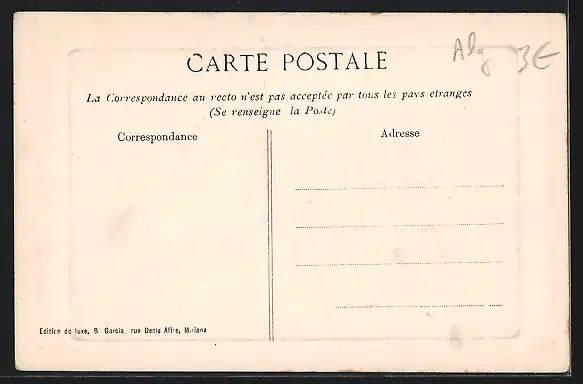 Alg 3€
CARTE POSTALE
La Correspondance au recto n'est pas acceptée par tous les pays etranges
(Se renseigne la Poste)
Correspondance
Adresse
Edition de luxe, B Garcia, rue Denis Affre, Miliana